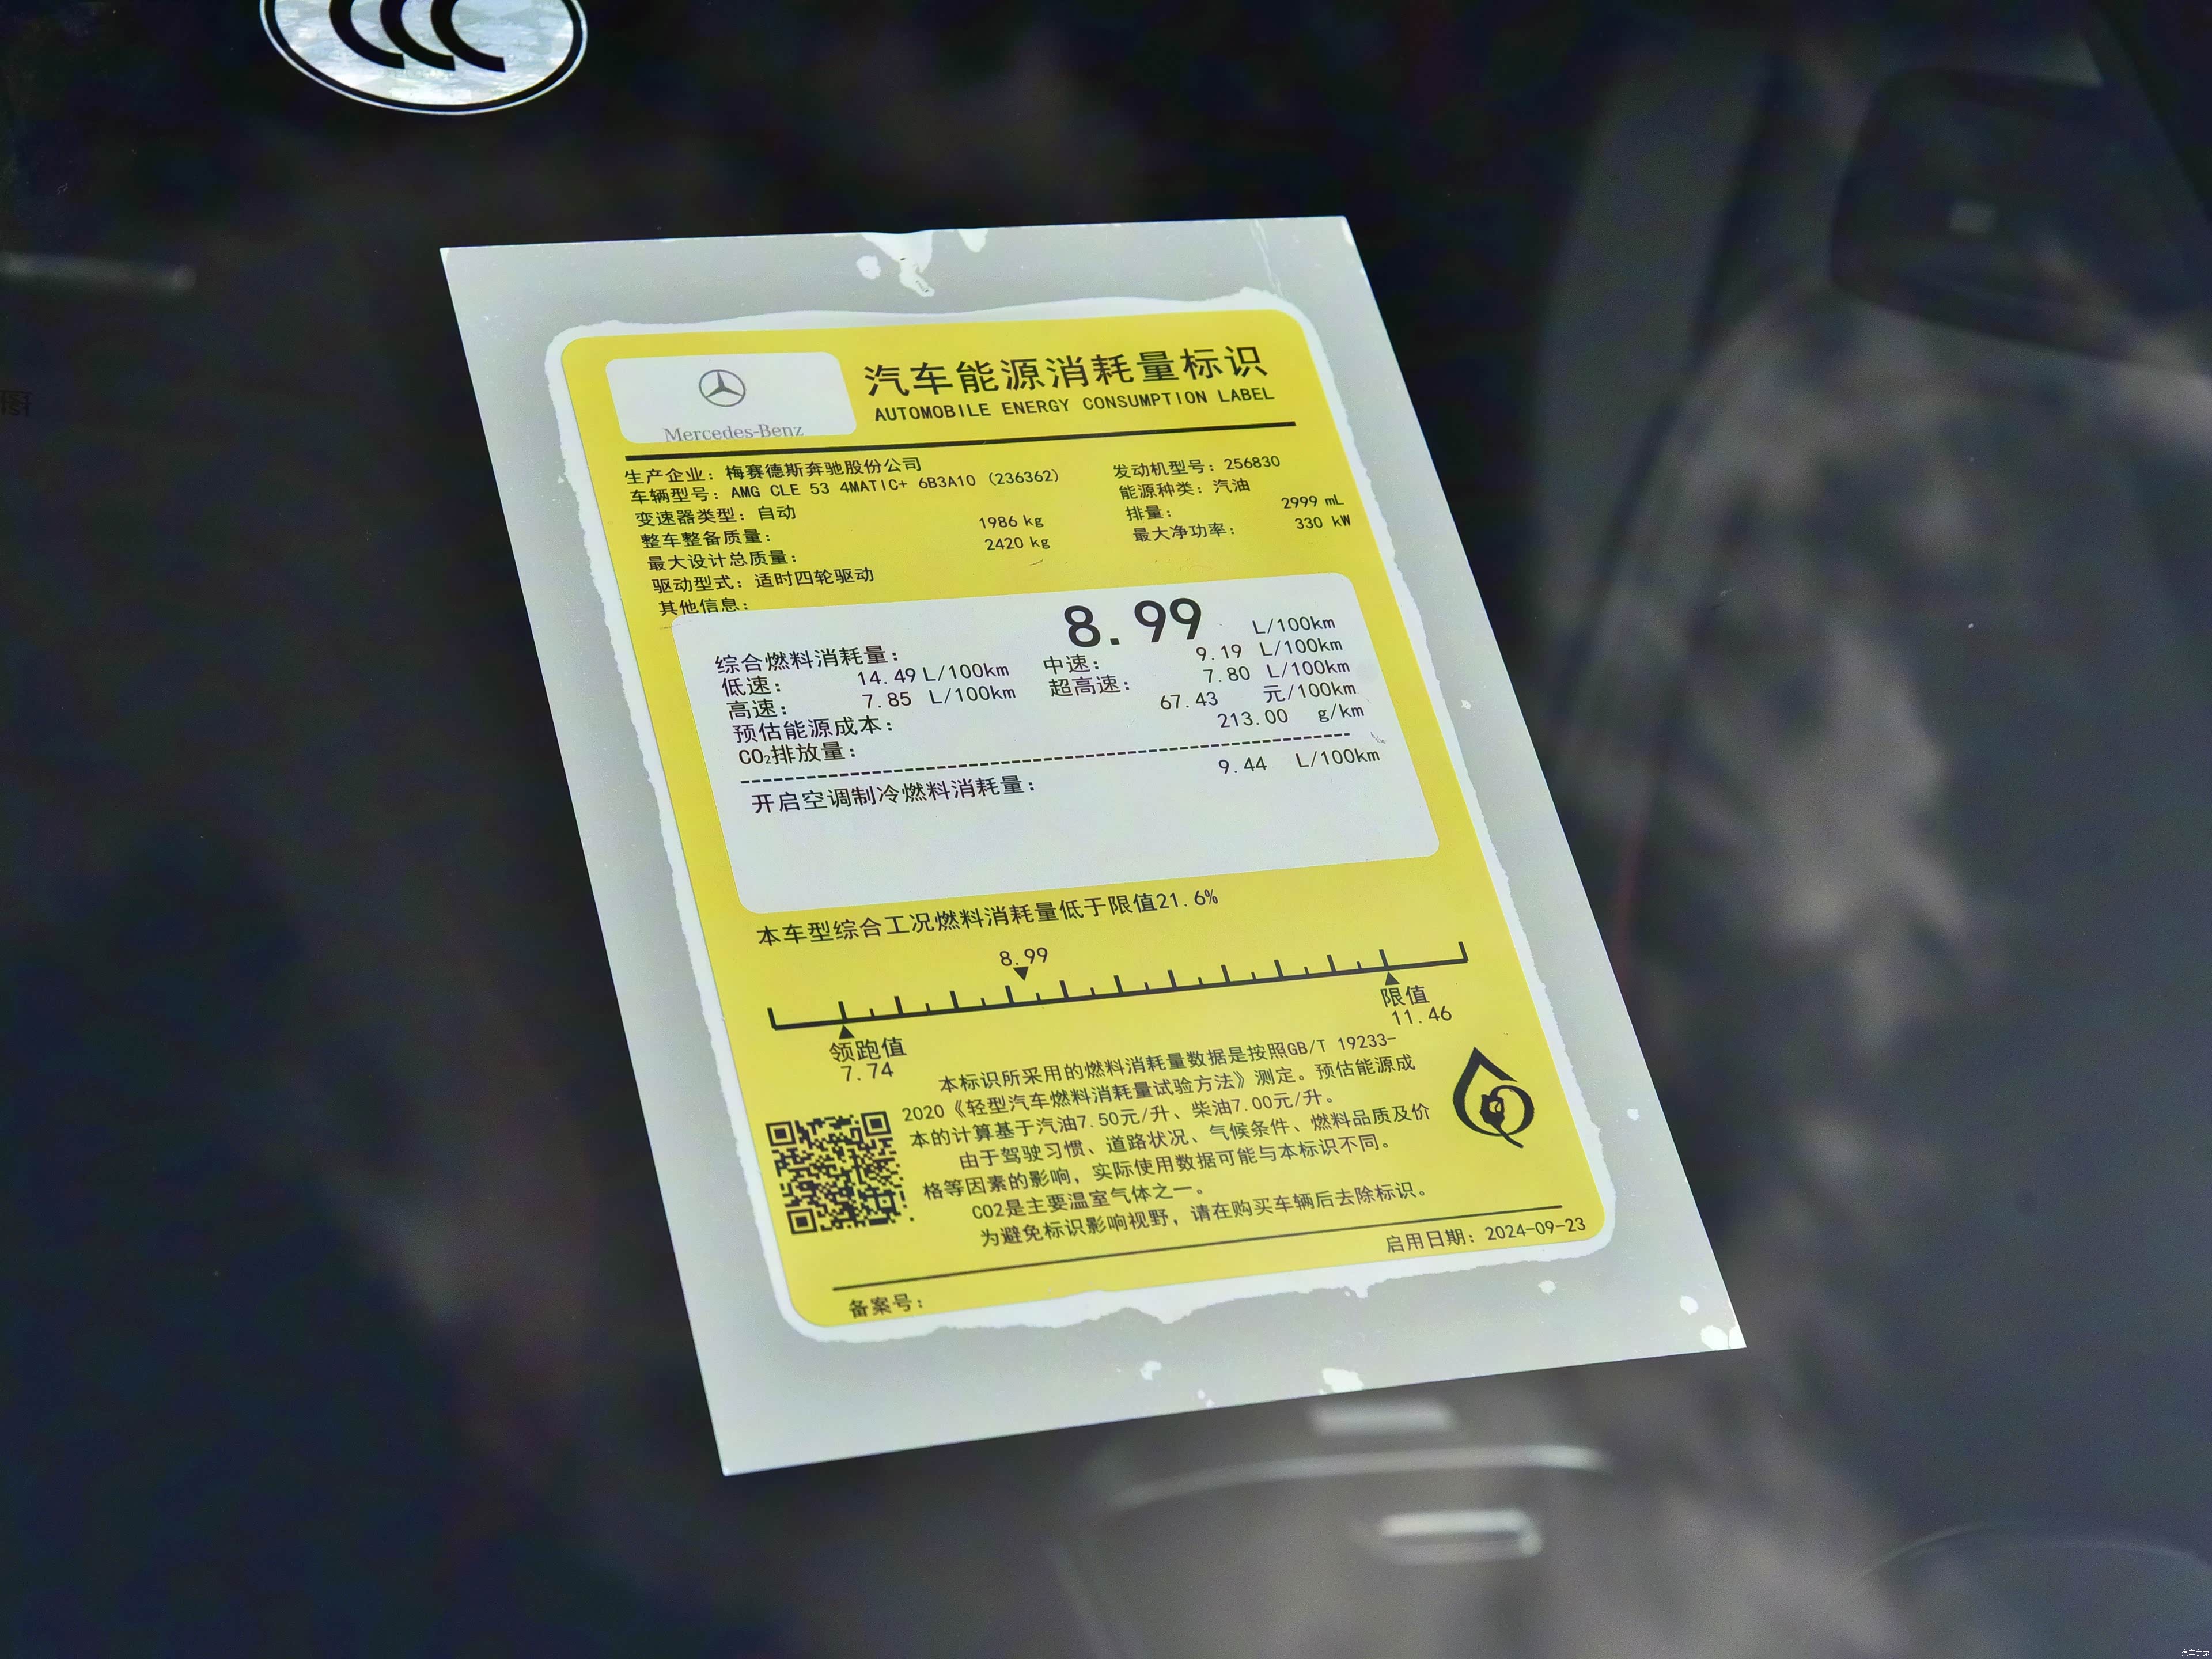 CCC
Mercedes-Benz
汽车能源消耗量标识
AUTOMOBILE ENERGY CONSUMPTION LABEL
生产企业：梅赛德斯奔驰股份公司
车辆型号：AMG CLE 53 4MATIC+ 6B3A10 (236362)
变速器类型：自动
整车整备质量： 1986 kg
最大设计总质量： 2420 kg
驱动型式：适时四轮驱动
其他信息：
发动机型号：256830
能源种类：汽油
排量： 2999 mL
最大净功率： 330 kW
综合燃料消耗量： 8.99 L/100km
低速： 14.49 L/100km 中速： 9.19 L/100km
高速： 7.85 L/100km 超高速： 7.80 L/100km
预估能源成本： 67.43 元/100km
CO₂排放量： 213.00 g/km
开启空调制冷燃料消耗量： 9.44 L/100km
本车型综合工况燃料消耗量低于限值21.6%
8.99
领跑值
7.74
限值
11.46
本标识所采用的燃料消耗量数据是按照GB/T 19233-
2020《轻型汽车燃料消耗量试验方法》测定。预估能源成
本的计算基于汽油7.50元/升、柴油7.00元/升。
由于驾驶习惯、道路状况、气候条件、燃料品质及价
格等因素的影响，实际使用数据可能与本标识不同。
CO2是主要温室气体之一。
为避免标识影响视野，请在购买车辆后去除标识。
备案号：
启用日期：2024-09-23
汽车之家